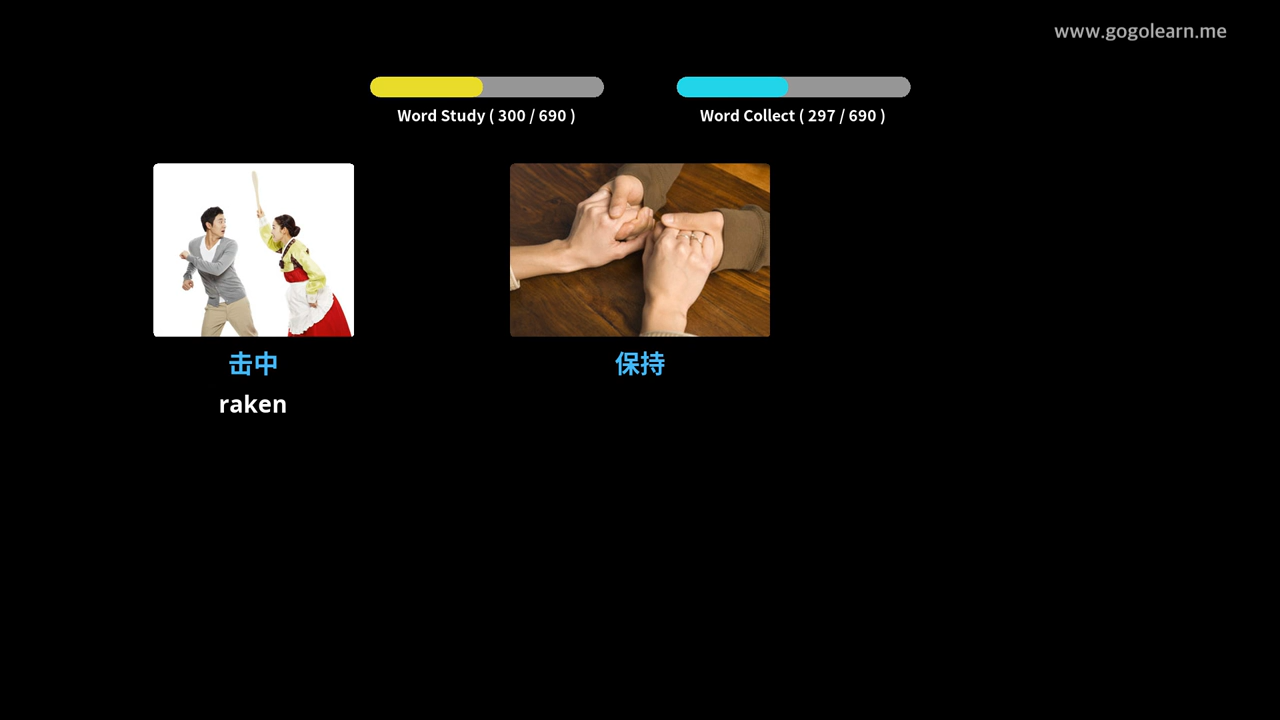 www.gogolearn.me
Word Study ( 300 / 690 )
Word Collect ( 297 / 690 )
击中
raken
保持